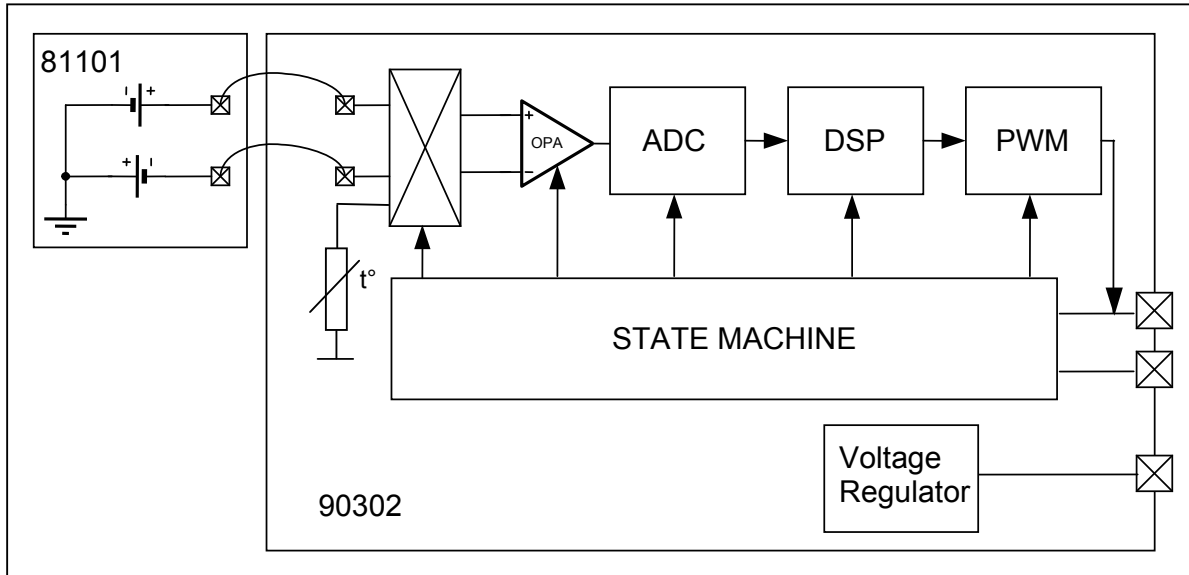 81101
- +
+ -
+
OPA
-
ADC
DSP
PWM
t°
STATE MACHINE
Voltage
Regulator
90302